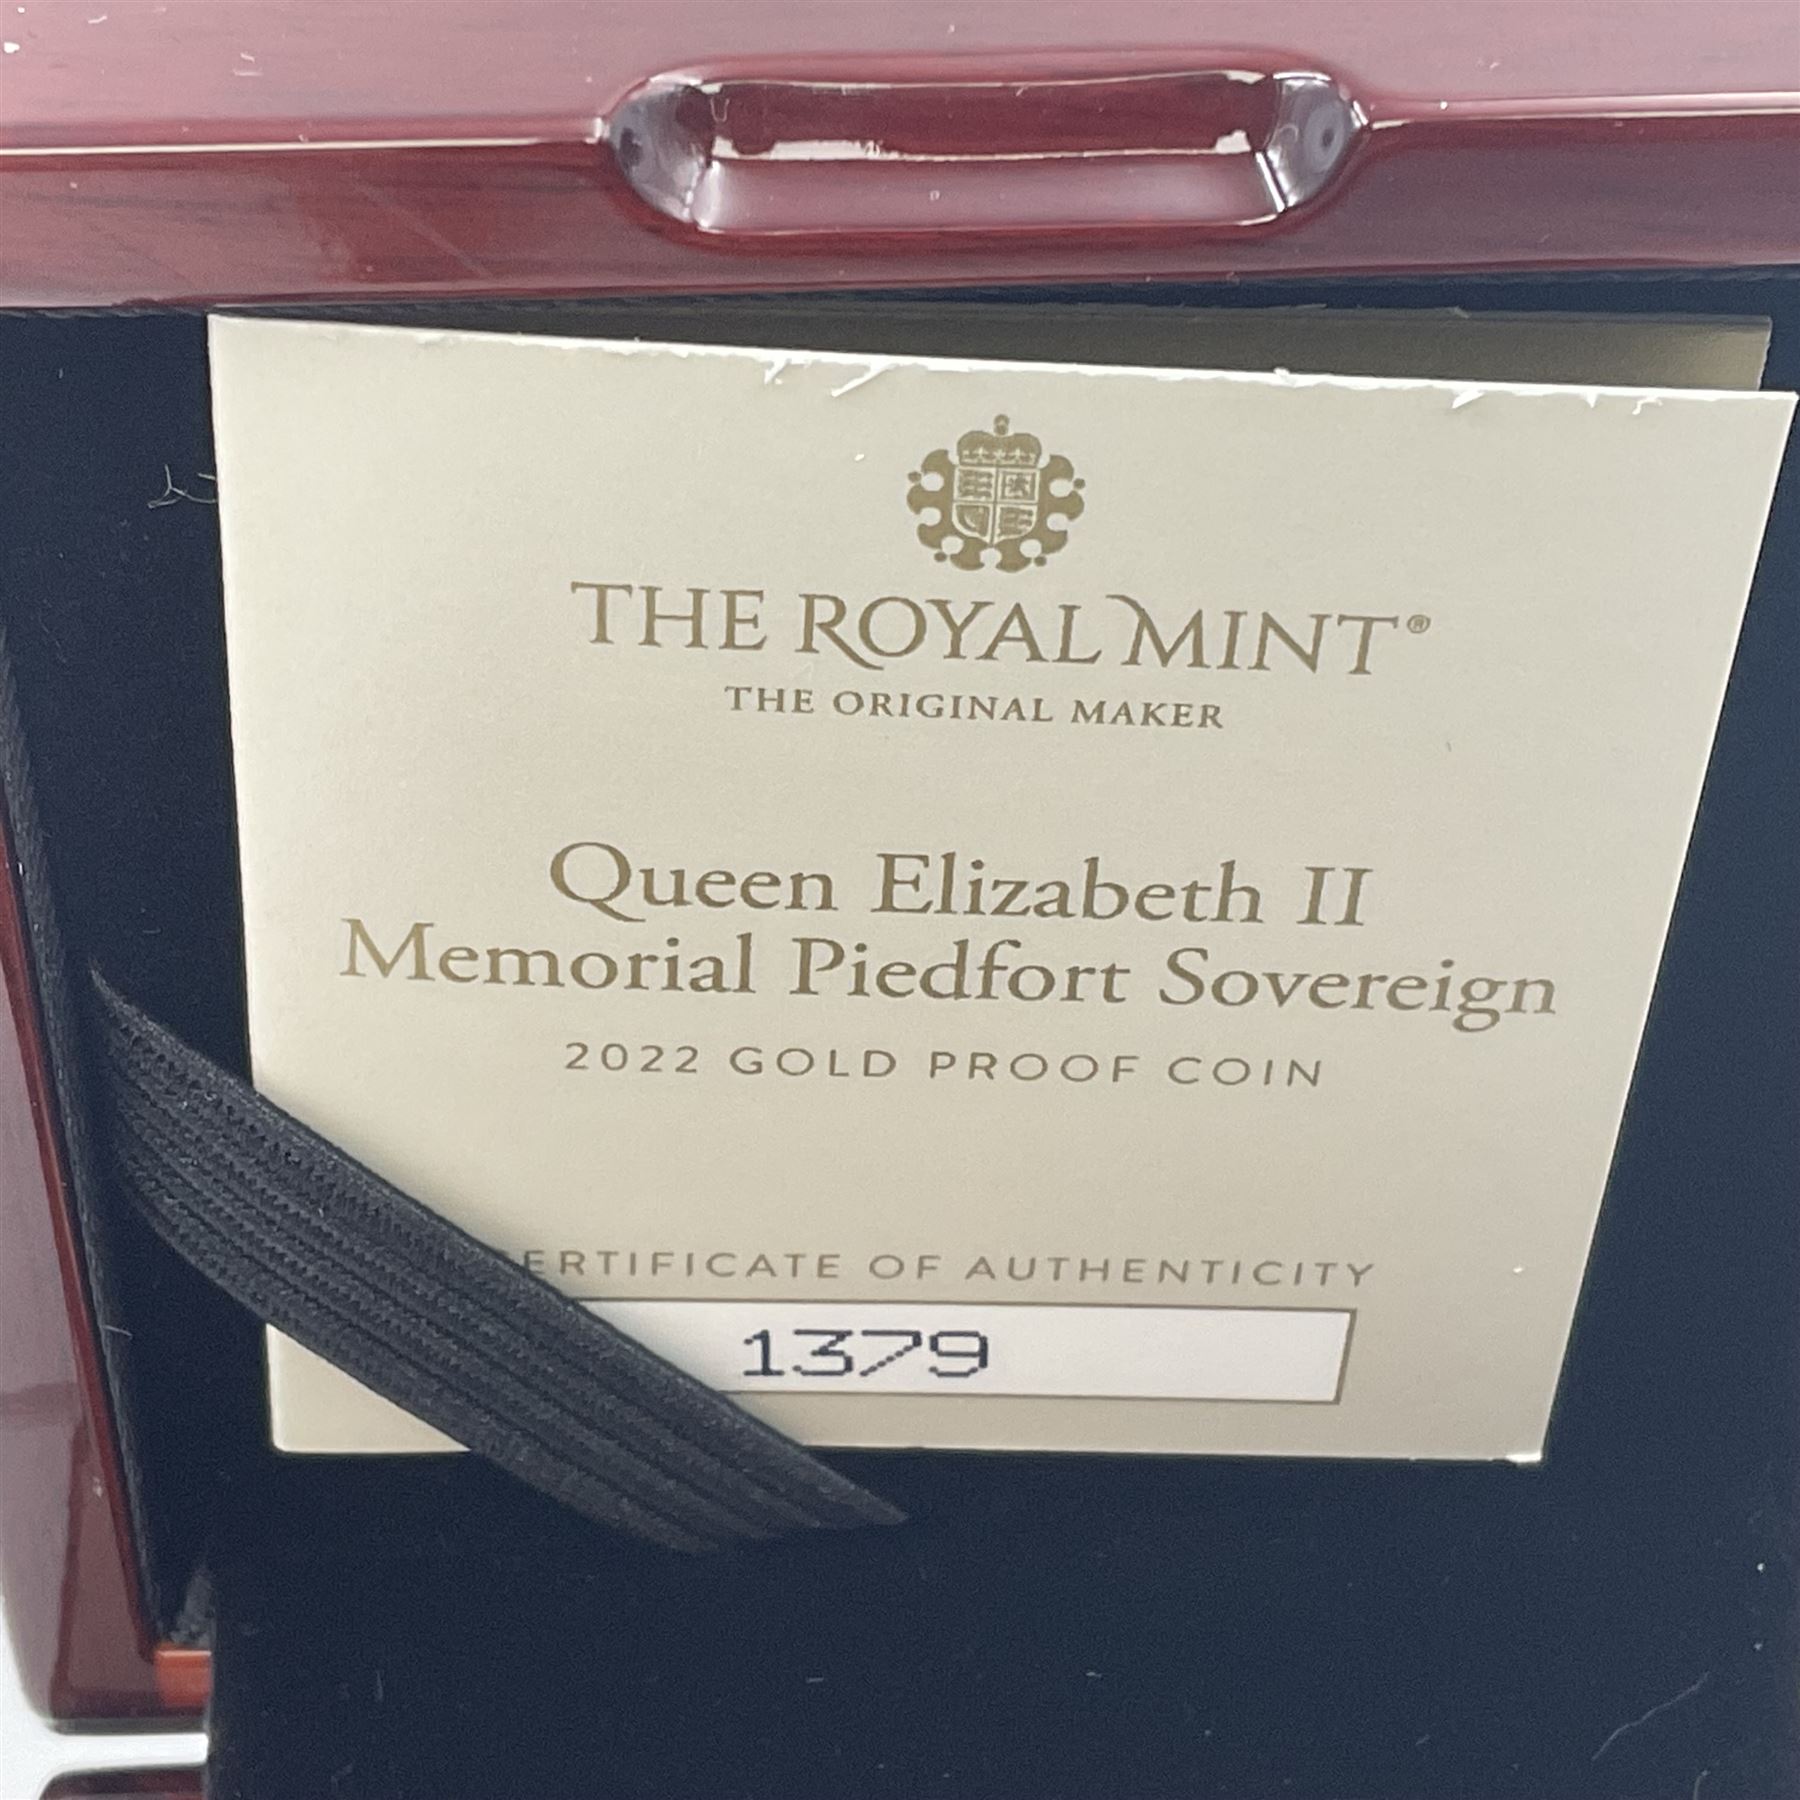 THE ROYAL MINT®
THE ORIGINAL MAKER
Queen Elizabeth II
Memorial Piedfort Sovereign
2022 GOLD PROOF COIN
ERTIFICATE OF AUTHENTICITY
1379